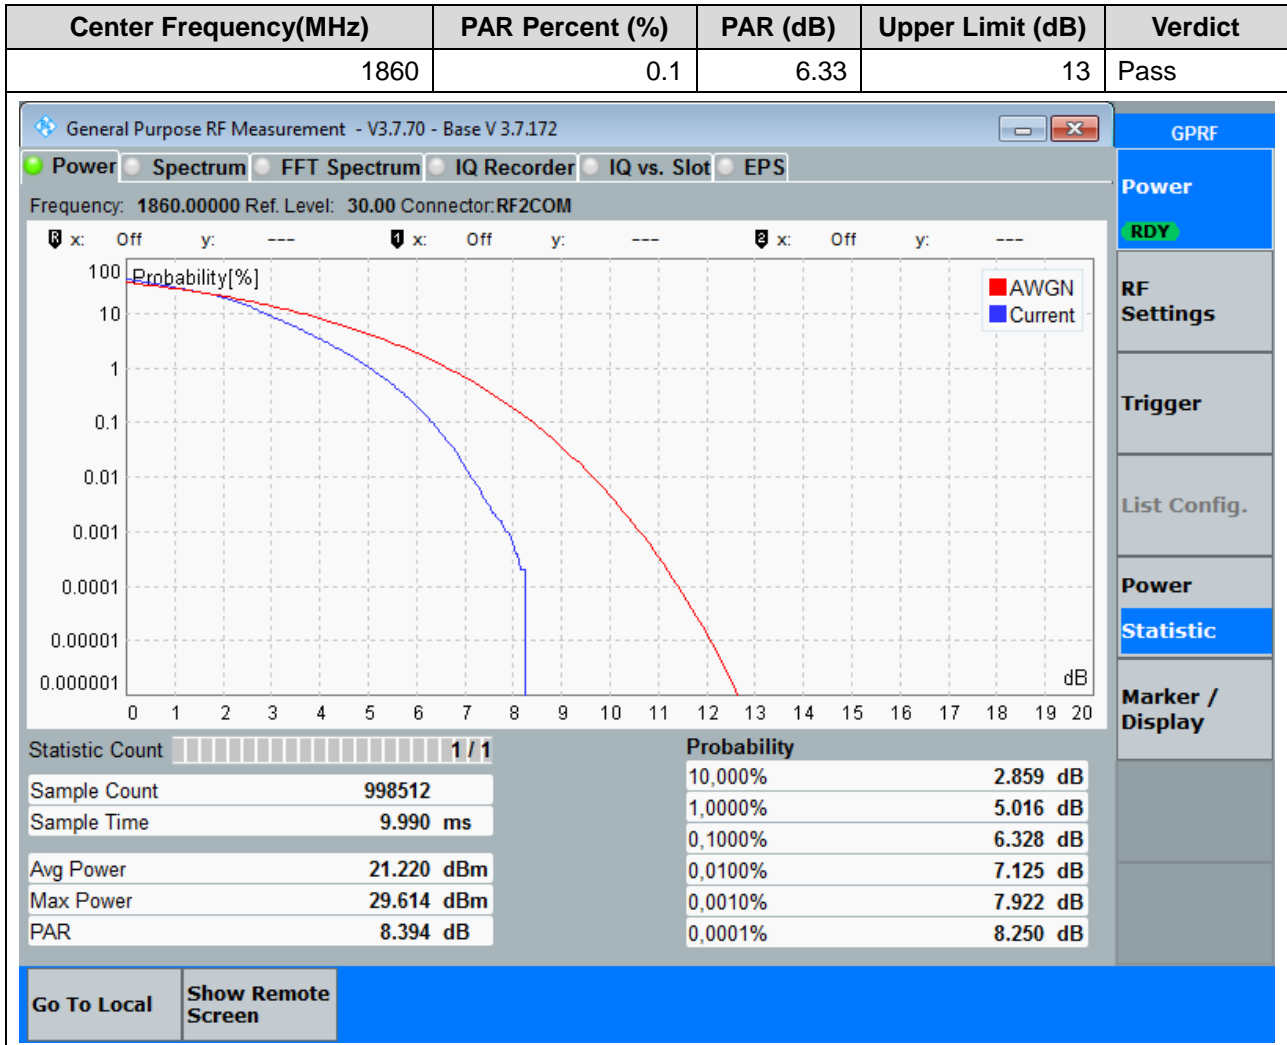 Center Frequency(MHz) PAR Percent (%) PAR (dB) Upper Limit (dB) Verdict
1860 0.1 6.33 13 Pass
General Purpose RF Measurement - V3.7.70 - Base V 3.7.172
GPRF
Power Spectrum FFT Spectrum IQ Recorder IQ vs. Slot EPS
Power
RDY
Frequency: 1860.00000 Ref. Level: 30.00 Connector:RF2COM
R x: Off y: --- 1 x: Off y: --- 2 x: Off y: ---
Probability[%]
AWGN
Current
100
10
1
0.1
0.01
0.001
0.0001
0.00001
0.000001
dB
0 1 2 3 4 5 6 7 8 9 10 11 12 13 14 15 16 17 18 19 20
RF
Settings
Trigger
List Config.
Power
Statistic
Marker /
Display
Statistic Count 1 / 1
Sample Count 998512
Sample Time 9.990 ms
Avg Power 21.220 dBm
Max Power 29.614 dBm
PAR 8.394 dB
Probability
10,000% 2.859 dB
1,0000% 5.016 dB
0,1000% 6.328 dB
0,0100% 7.125 dB
0,0010% 7.922 dB
0,0001% 8.250 dB
Go To Local
Show Remote
Screen